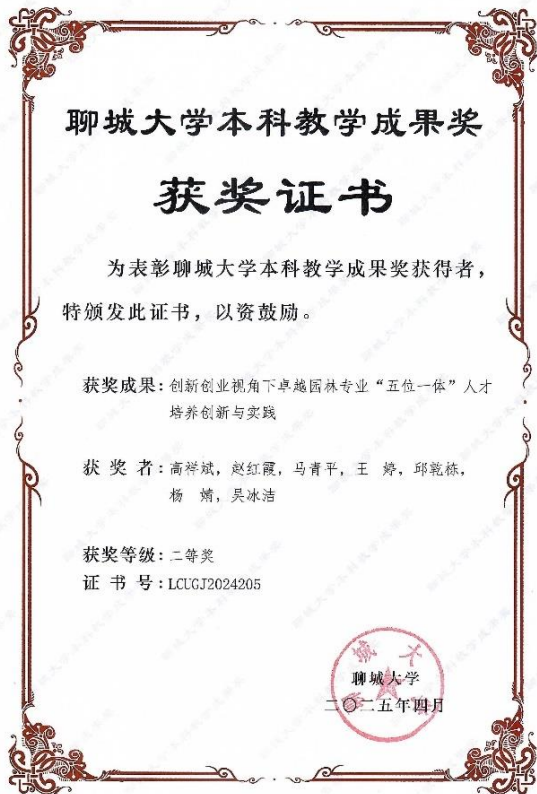 聊城大学本科教学成果奖
获奖证书
为表彰聊城大学本科教学成果奖获得者，
特颁发此证书，以资鼓励。
获奖成果：创新创业视角下卓越园林专业“五位一体”人才
培养创新与实践
获 奖 者：高祥斌，赵红霞，马青平，王 婷，邱乾栋，
杨 婧，吴冰洁
获奖等级：二等奖
证 书 号：LCUGJ2024205
聊城大学
二〇二五年四月